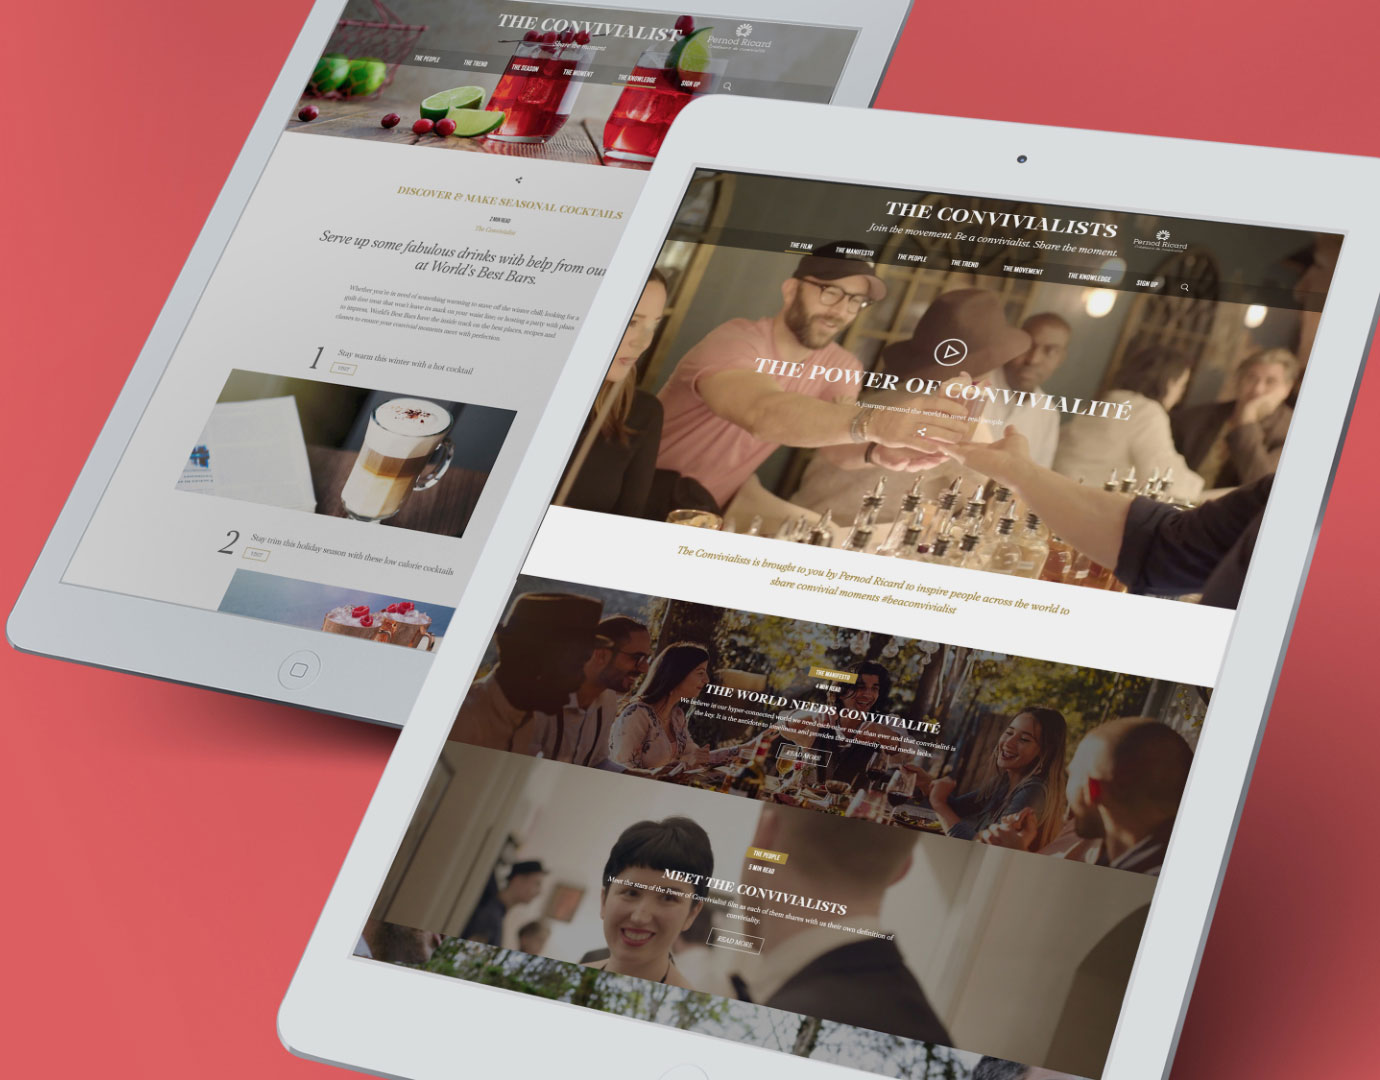 THE CONVIVIALIST
Share the moment
Pernod Ricard
THE PEOPLE
THE TREND
THE SEASON
THE MOMENT
THE KNOWLEDGE
SIGN UP
DISCOVER & MAKE SEASONAL COCKTAILS
2 MIN READ
The Convivialist
Serve up some fabulous drinks with help from our
at World's Best Bars.
Whether you're in need of something warming to stave off the winter chill, looking for a
guilt-free treat that won't leave its mark on your waist line, or hosting a party with plans
to impress, World's Best Bars have the inside track on the best places, recipes and
classes to ensure your convivial moments meet with perfection.
1
Stay warm this winter with a hot cocktail
VISIT
2
Stay trim this holiday season with these low calorie cocktails
VISIT
THE CONVIVIALISTS
Join the movement. Be a convivialist. Share the moment.
Pernod Ricard
THE FILM
THE MANIFESTO
THE PEOPLE
THE TREND
THE MOVEMENT
THE KNOWLEDGE
SIGN UP
THE POWER OF CONVIVIALITÉ
A journey around the world to meet real people
The Convivialists is brought to you by Pernod Ricard to inspire people across the world to
share convivial moments #beaconvivialist
THE MANIFESTO
4 MIN READ
THE WORLD NEEDS CONVIVIALITÉ
We believe in our hyper-connected world we need each other more than ever and that convivialité is
the key. It is the antidote to loneliness and provides the authenticity social media lacks.
READ MORE
THE PEOPLE
5 MIN READ
MEET THE CONVIVIALISTS
Meet the stars of the Power of Convivialité film as each of them shares with us their own definition of
conviviality.
READ MORE